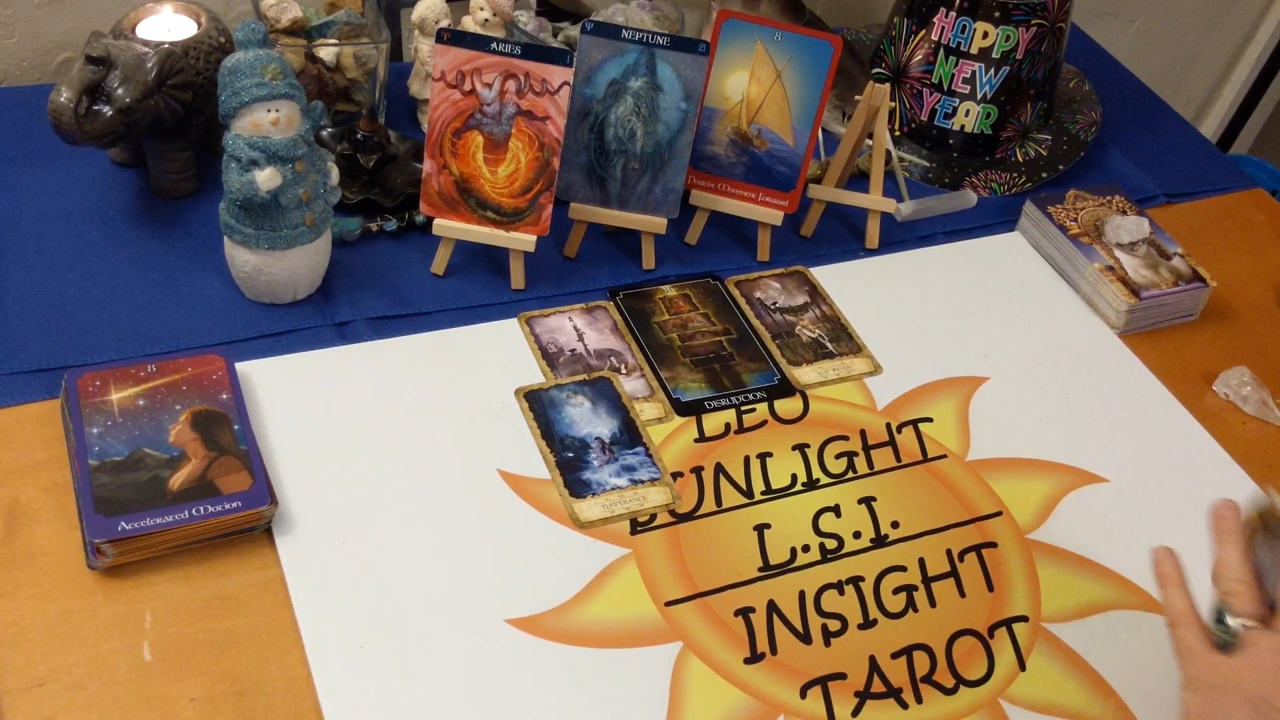 ARIES
NEPTUNE
8
Positive Movement Forward
HAPPY
NEW
YEAR
8
Accelerated Motion
DISRUPTION
TEMPERANCE
LEO
SUNLIGHT
L.S.I.
INSIGHT
TAROT